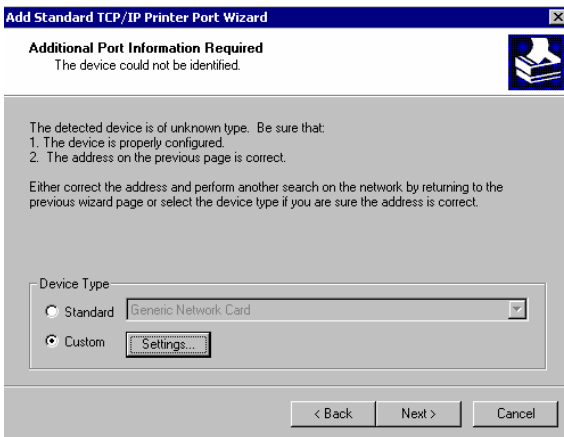 Add Standard TCP/IP Printer Port Wizard
Additional Port Information Required
The device could not be identified.
The detected device is of unknown type. Be sure that:
1. The device is properly configured.
2. The address on the previous page is correct.
Either correct the address and perform another search on the network by returning to the
previous wizard page or select the device type if you are sure the address is correct.
Device Type
Standard Generic Network Card
Custom Settings...
< Back Next > Cancel